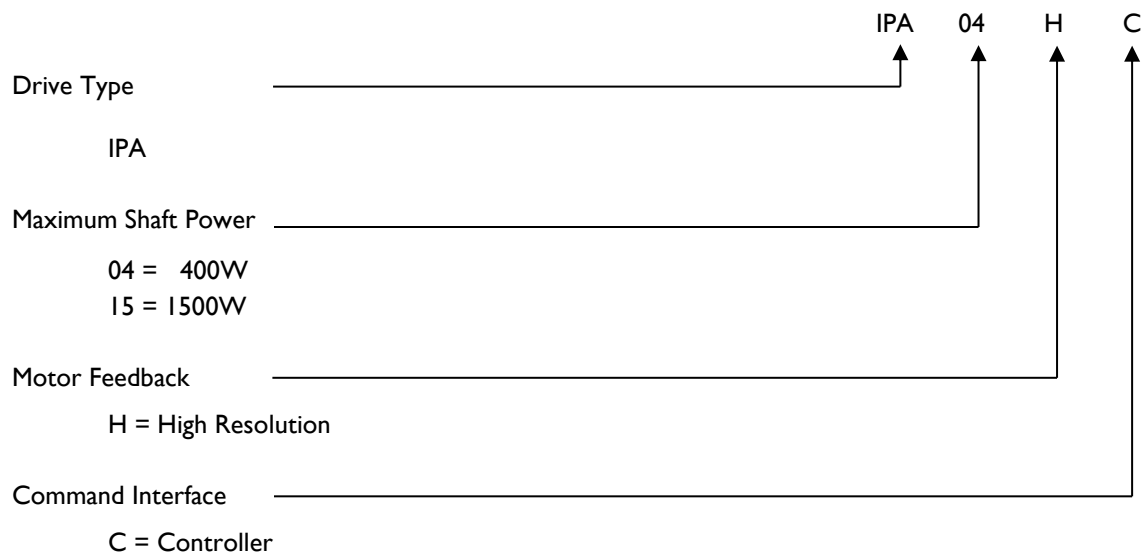 IPA 04 H C
Drive Type
IPA
Maximum Shaft Power
04 = 400W
15 = 1500W
Motor Feedback
H = High Resolution
Command Interface
C = Controller